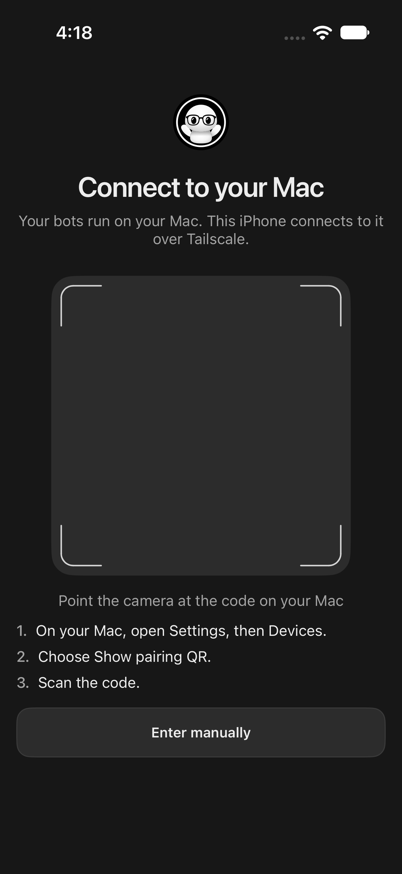 4:18
Connect to your Mac
Your bots run on your Mac. This iPhone connects to it
over Tailscale.
Point the camera at the code on your Mac
1. On your Mac, open Settings, then Devices.
2. Choose Show pairing QR.
3. Scan the code.
Enter manually